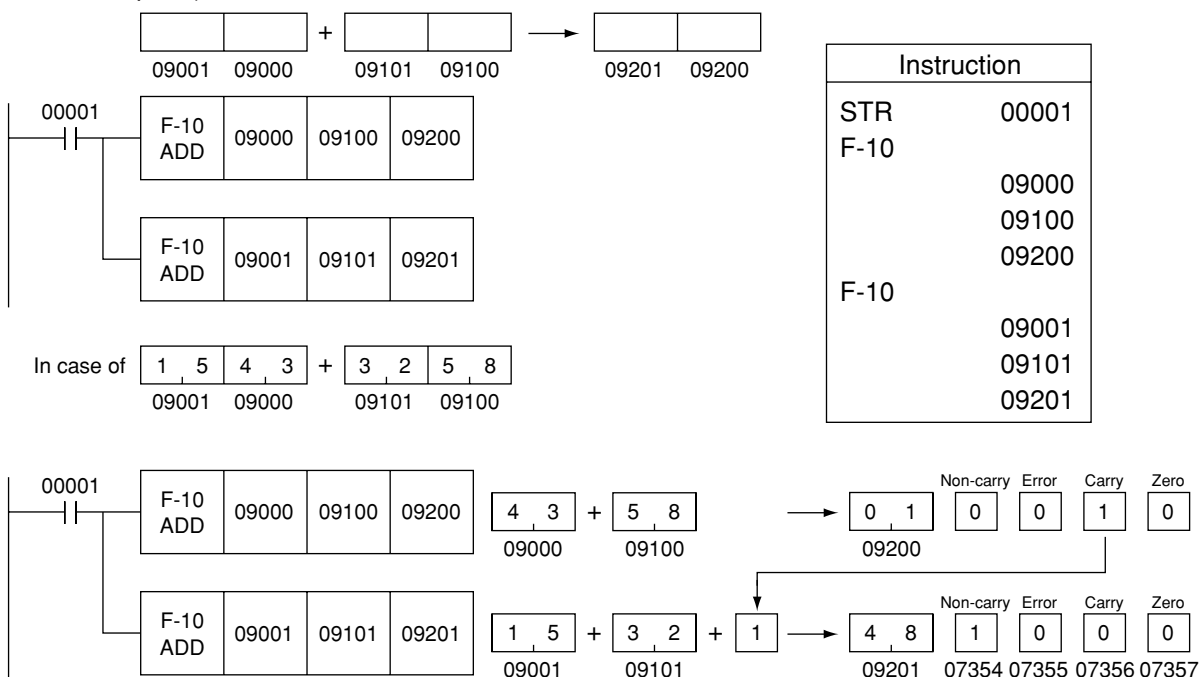 +
09001 09000 09101 09100 09201 09200
Instruction
STR 00001
F-10
09000
09100
09200
F-10
09001
09101
09201
00001
F-10 ADD 09000 09100 09200
F-10 ADD 09001 09101 09201
In case of 1 5 4 3 + 3 2 5 8
09001 09000 09101 09100
00001
Non-carry Error Carry Zero
F-10 ADD 09000 09100 09200 4 3 + 5 8 → 0 1 0 0 1 0
09000 09100 09200
Non-carry Error Carry Zero
F-10 ADD 09001 09101 09201 1 5 + 3 2 + 1 → 4 8 1 0 0 0
09001 09101 09201 07354 07355 07356 07357